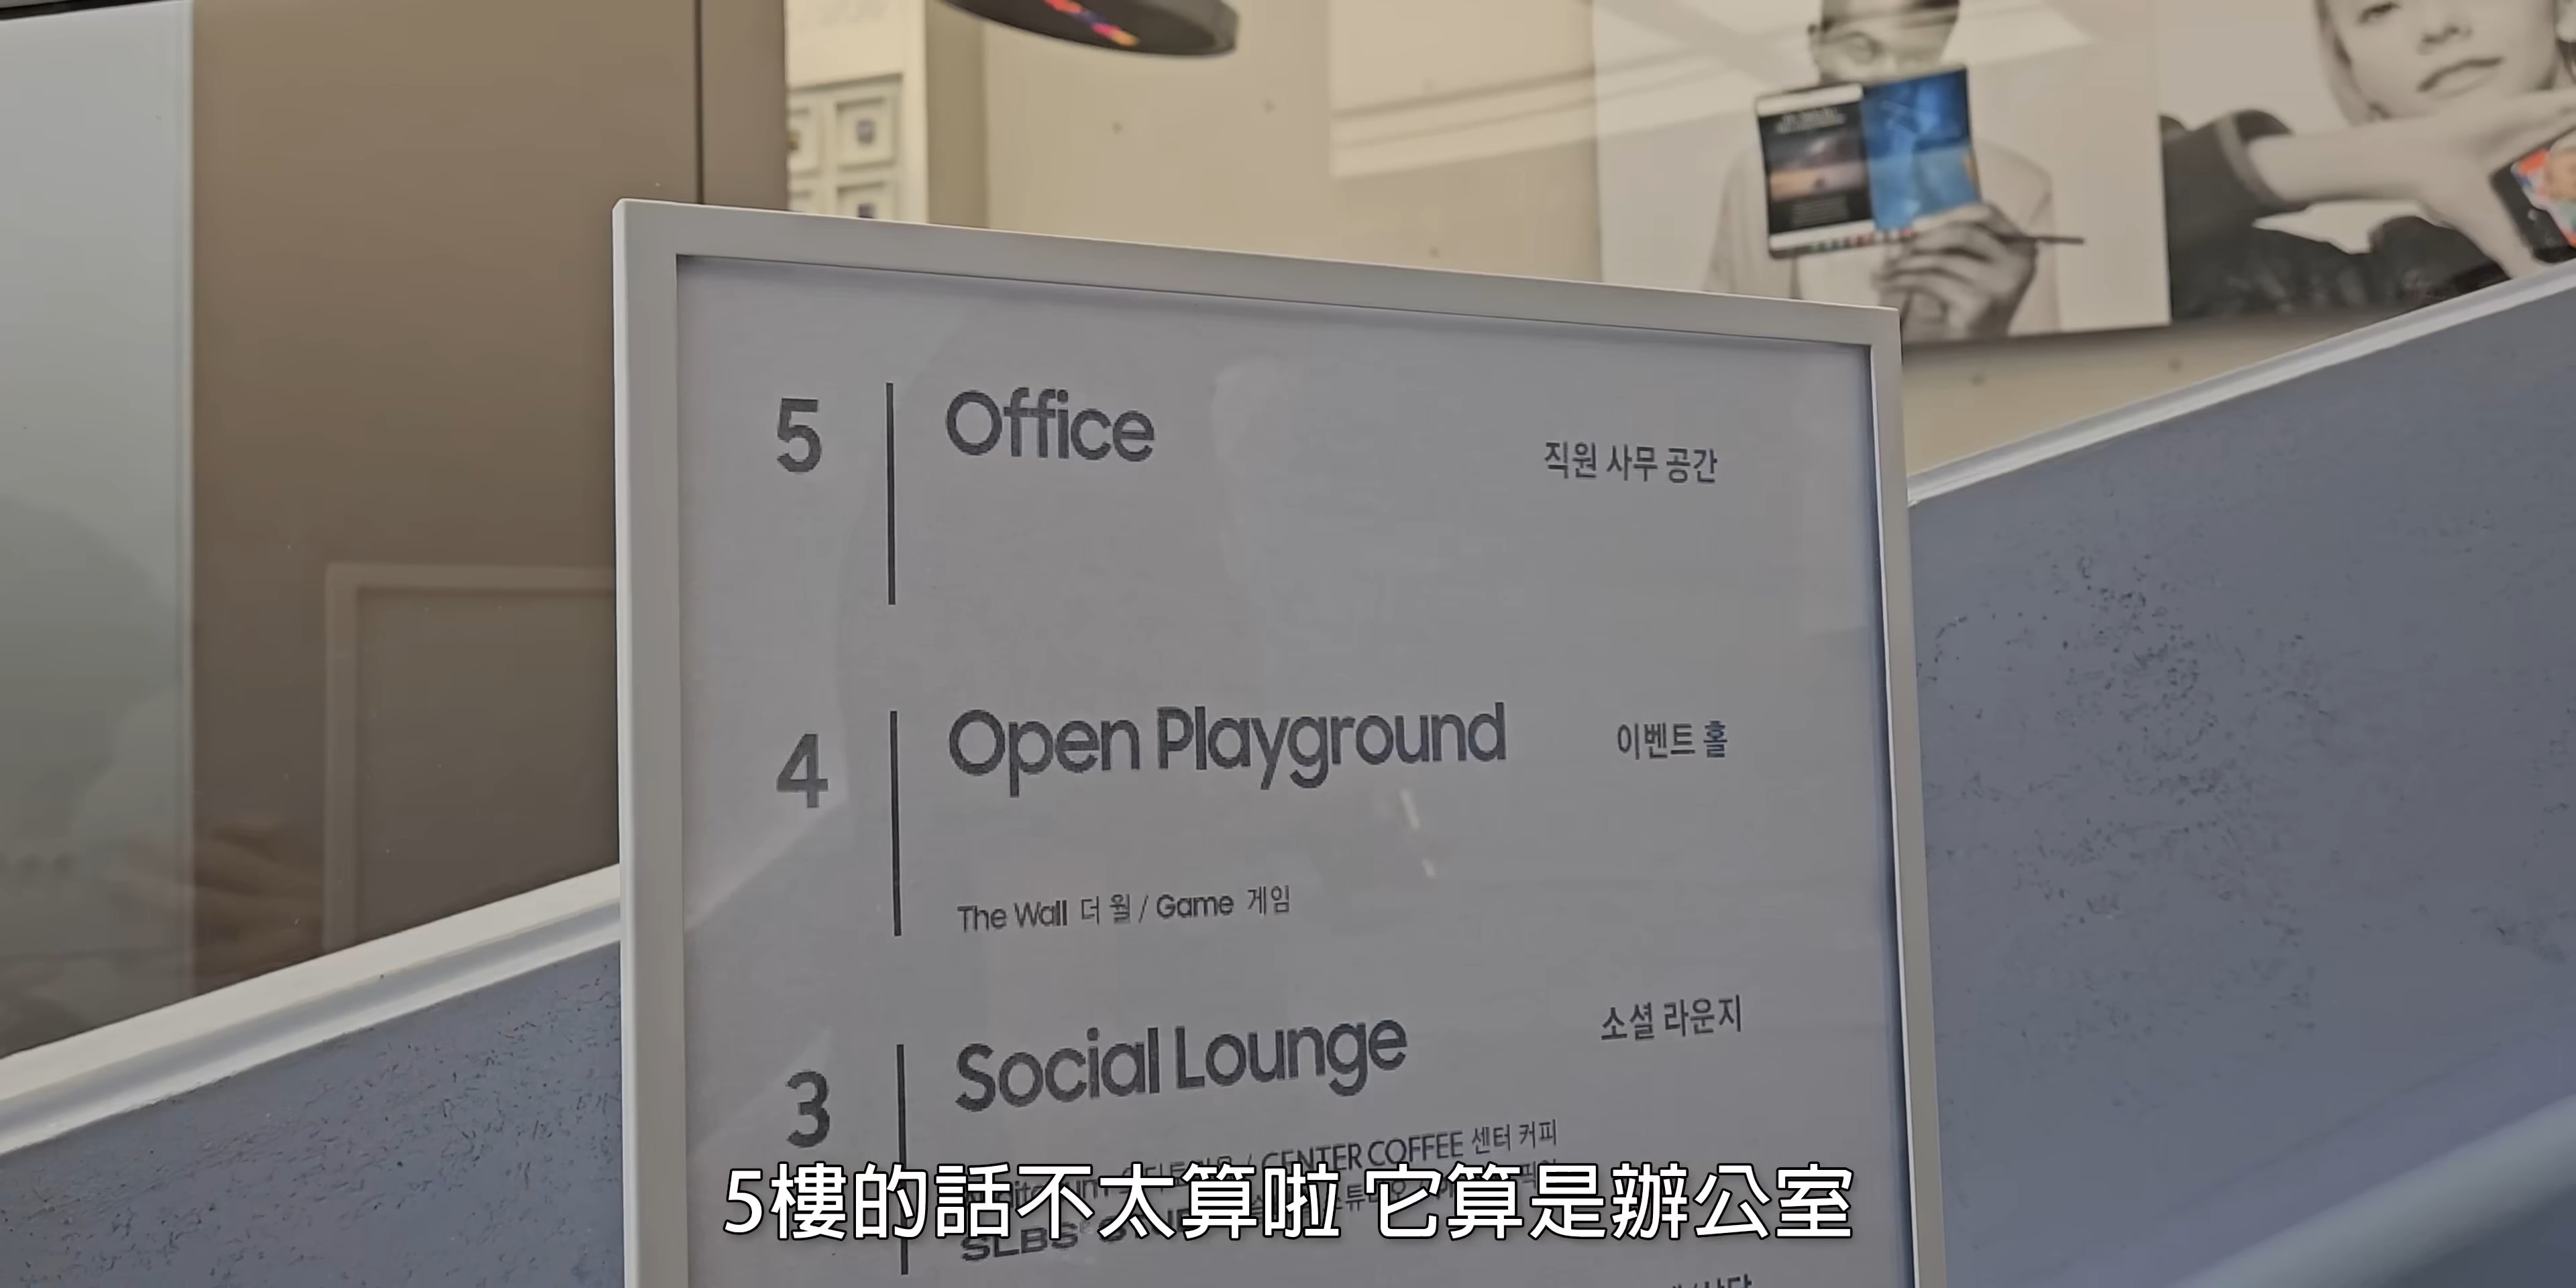 5 Office 직원 사무 공간
4 Open Playground 이벤트 홀
The Wall 더 월 / Game 게임
3 Social Lounge 소셜 라운지
/ CENTER COFFEE 센터 커피
SLBS
5樓的話不太算啦 它算是辦公室